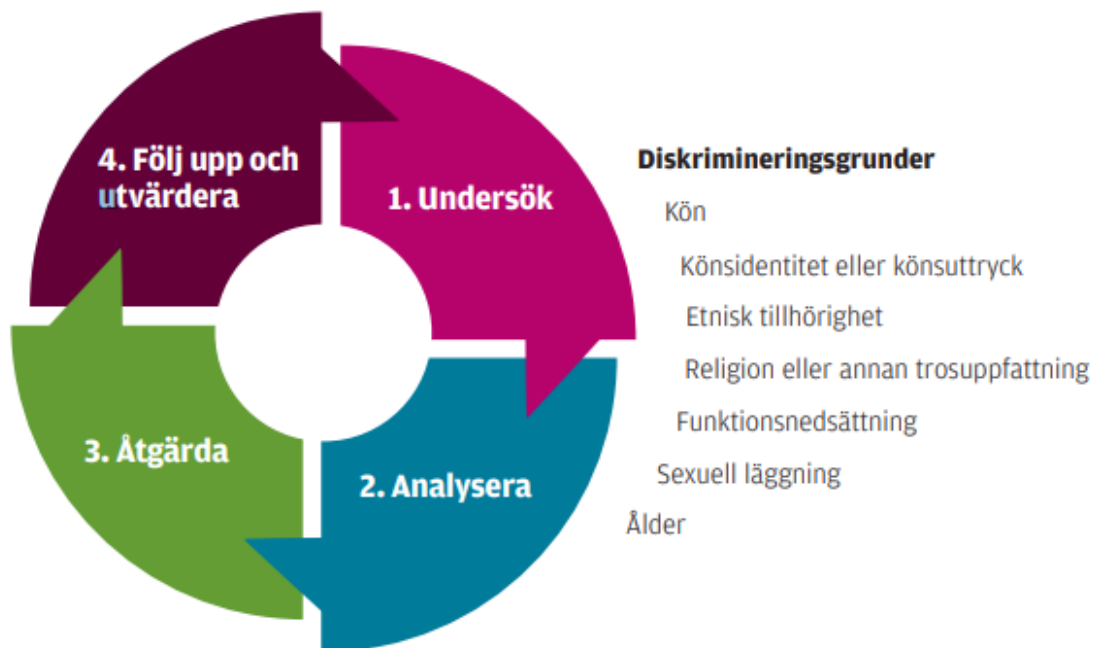 4. Följ upp och
utvärdera
1. Undersök
2. Analysera
3. Åtgärda
Diskrimineringsgrunder
Kön
Könsidentitet eller könsuttryck
Etnisk tillhörighet
Religion eller annan trosuppfattning
Funktionsnedsättning
Sexuell läggning
Ålder